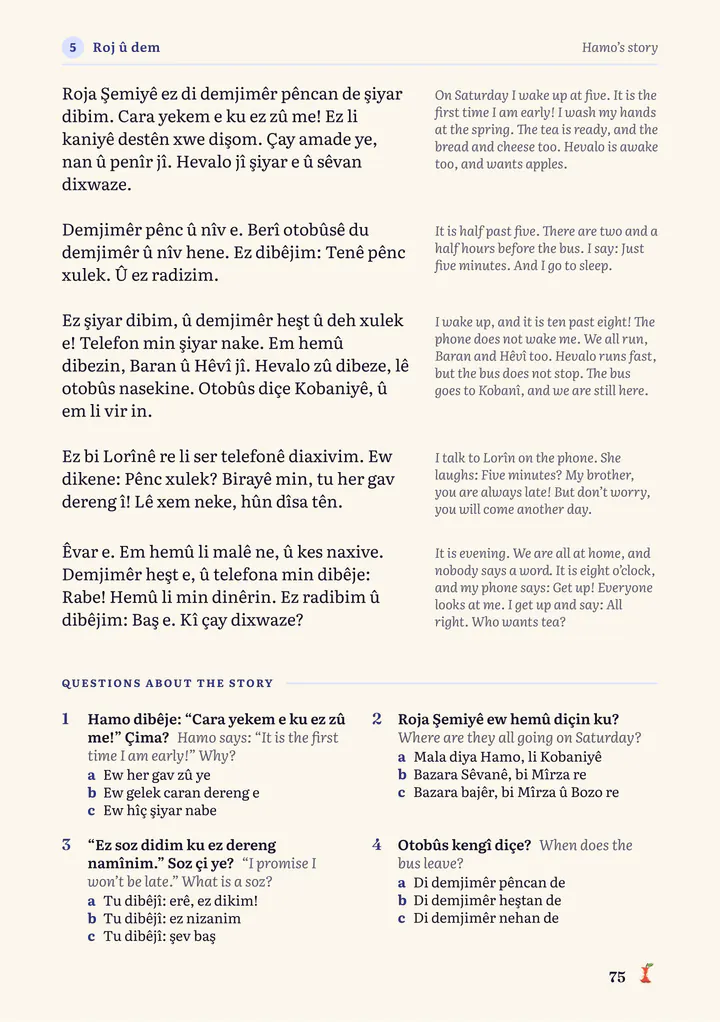 5 Roj û dem
Hamo’s story
Roja Şemiyê ez di demjimêr pêncan de şiyar
dibim. Cara yekem e ku ez zû me! Ez li
kaniyê destên xwe dişom. Çay amade ye,
nan û penîr jî. Hevalo jî şiyar e û sêvan
dixwaze.
On Saturday I wake up at five. It is the
first time I am early! I wash my hands
at the spring. The tea is ready, and the
bread and cheese too. Hevalo is awake
too, and wants apples.
Demjimêr pênc û nîv e. Berî otobûsê du
demjimêr û nîv hene. Ez dibêjim: Tenê pênc
xulek. Û ez radizim.
It is half past five. There are two and a
half hours before the bus. I say: Just
five minutes. And I go to sleep.
Ez şiyar dibim, û demjimêr heşt û deh xulek
e! Telefon min şiyar nake. Em hemû
dibezin, Baran û Hêvî jî. Hevalo zû dibeze, lê
otobûs nasekine. Otobûs diçe Kobaniyê, û
em li vir in.
I wake up, and it is ten past eight! The
phone does not wake me. We all run,
Baran and Hêvî too. Hevalo runs fast,
but the bus does not stop. The bus
goes to Kobanî, and we are still here.
Ez bi Lorînê re li ser telefonê diaxivim. Ew
dikene: Pênc xulek? Birayê min, tu her gav
dereng î! Lê xem neke, hûn dîsa tên.
I talk to Lorîn on the phone. She
laughs: Five minutes? My brother,
you are always late! But don’t worry,
you will come another day.
Êvar e. Em hemû li malê ne, û kes naxive.
Demjimêr heşt e, û telefona min dibêje:
Rabe! Hemû li min dinêrin. Ez radibim û
dibêjim: Baş e. Kî çay dixwaze?
It is evening. We are all at home, and
nobody says a word. It is eight o’clock,
and my phone says: Get up! Everyone
looks at me. I get up and say: All
right. Who wants tea?
QUESTIONS ABOUT THE STORY
1 Hamo dibêje: “Cara yekem e ku ez zû
me!” Çima? Hamo says: “It is the first
time I am early!” Why?
a Ew her gav zû ye
b Ew gelek caran dereng e
c Ew hîç şiyar nabe
2 Roja Şemiyê ew hemû diçin ku?
Where are they all going on Saturday?
a Mala diya Hamo, li Kobaniyê
b Bazara Sêvanê, bi Mîrza re
c Bazara bajêr, bi Mîrza û Bozo re
3 “Ez soz didim ku ez dereng
namînim.” Soz çi ye? “I promise I
won’t be late.” What is a soz?
a Tu dibêjî: erê, ez dikim!
b Tu dibêjî: ez nizanim
c Tu dibêjî: şev baş
4 Otobûs kengî diçe? When does the
bus leave?
a Di demjimêr pêncan de
b Di demjimêr heştan de
c Di demjimêr nehan de
75